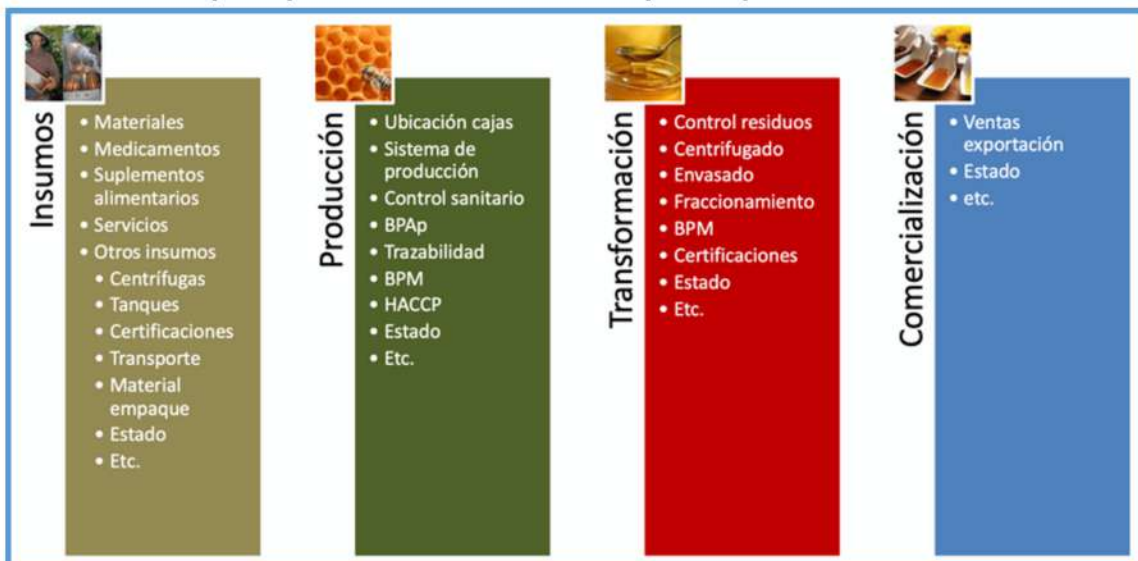 Insumos
• Materiales
• Medicamentos
• Suplementos
alimentarios
• Servicios
• Otros insumos
• Centrífugas
• Tanques
• Certificaciones
• Transporte
• Material
empaque
• Estado
• Etc.
Producción
• Ubicación cajas
• Sistema de
producción
• Control sanitario
• BPAp
• Trazabilidad
• BPM
• HACCP
• Estado
• Etc.
Transformación
• Control residuos
• Centrifugado
• Envasado
• Fraccionamiento
• BPM
• Certificaciones
• Estado
• Etc.
Comercialización
• Ventas
exportación
• Estado
• etc.